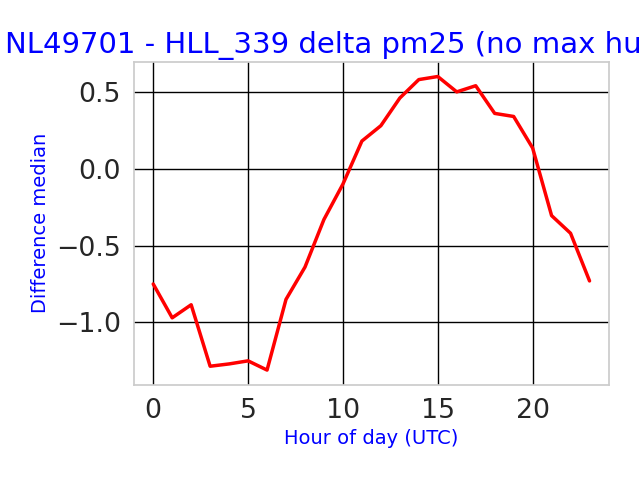 NL49701 - HLL_339 delta pm25 (no max hu
0.5
0.0
−0.5
−1.0
Difference median
0 5 10 15 20
Hour of day (UTC)